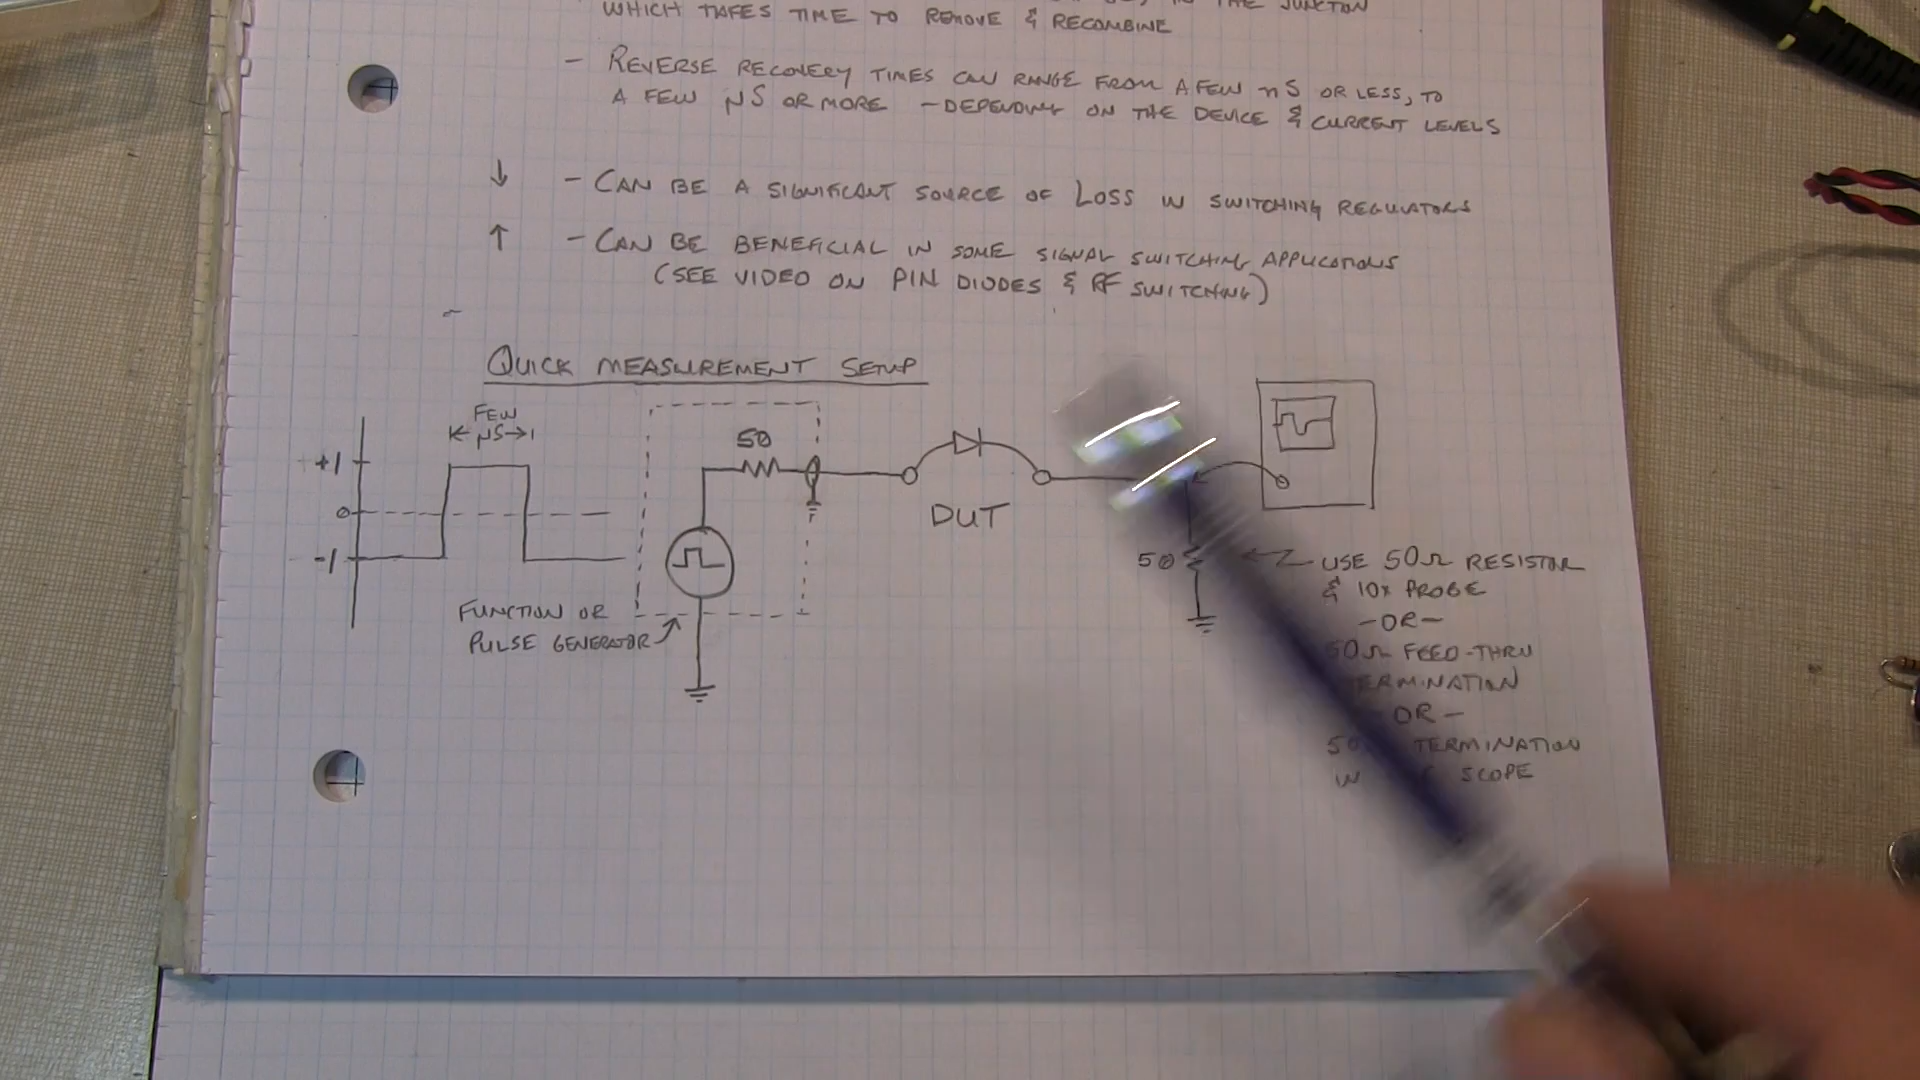 WHICH TAKES TIME TO REMOVE & RECOMBINE
IN THE JUNCTION
- REVERSE RECOVERY TIMES CAN RANGE FROM A FEW nS OR LESS, TO
A FEW µS OR MORE - DEPENDING ON THE DEVICE & CURRENT LEVELS
↓ - CAN BE A SIGNIFICANT SOURCE OF LOSS IN SWITCHING REGULATORS
↑ - CAN BE BENEFICIAL IN SOME SIGNAL SWITCHING APPLICATIONS
(SEE VIDEO ON PIN DIODES & RF SWITCHING)
QUICK MEASUREMENT SETUP
FEW
µS
+1
0
-1
50
FUNCTION OR
PULSE GENERATOR
DUT
50
USE 50Ω RESISTOR
& 10x PROBE
-OR-
50Ω FEED-THRU
TERMINATION
-OR-
TERMINATION
SCOPE